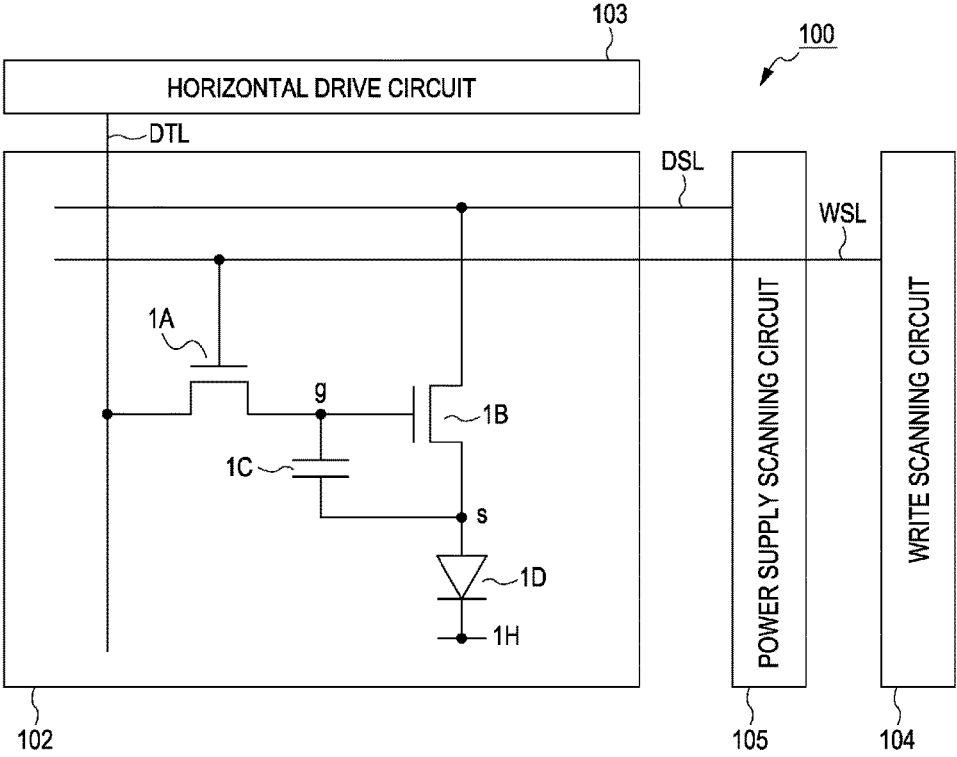 103
100
HORIZONTAL DRIVE CIRCUIT
DTL
DSL
WSL
1A
g
1B
1C
s
1D
1H
POWER SUPPLY SCANNING CIRCUIT
WRITE SCANNING CIRCUIT
102
105
104